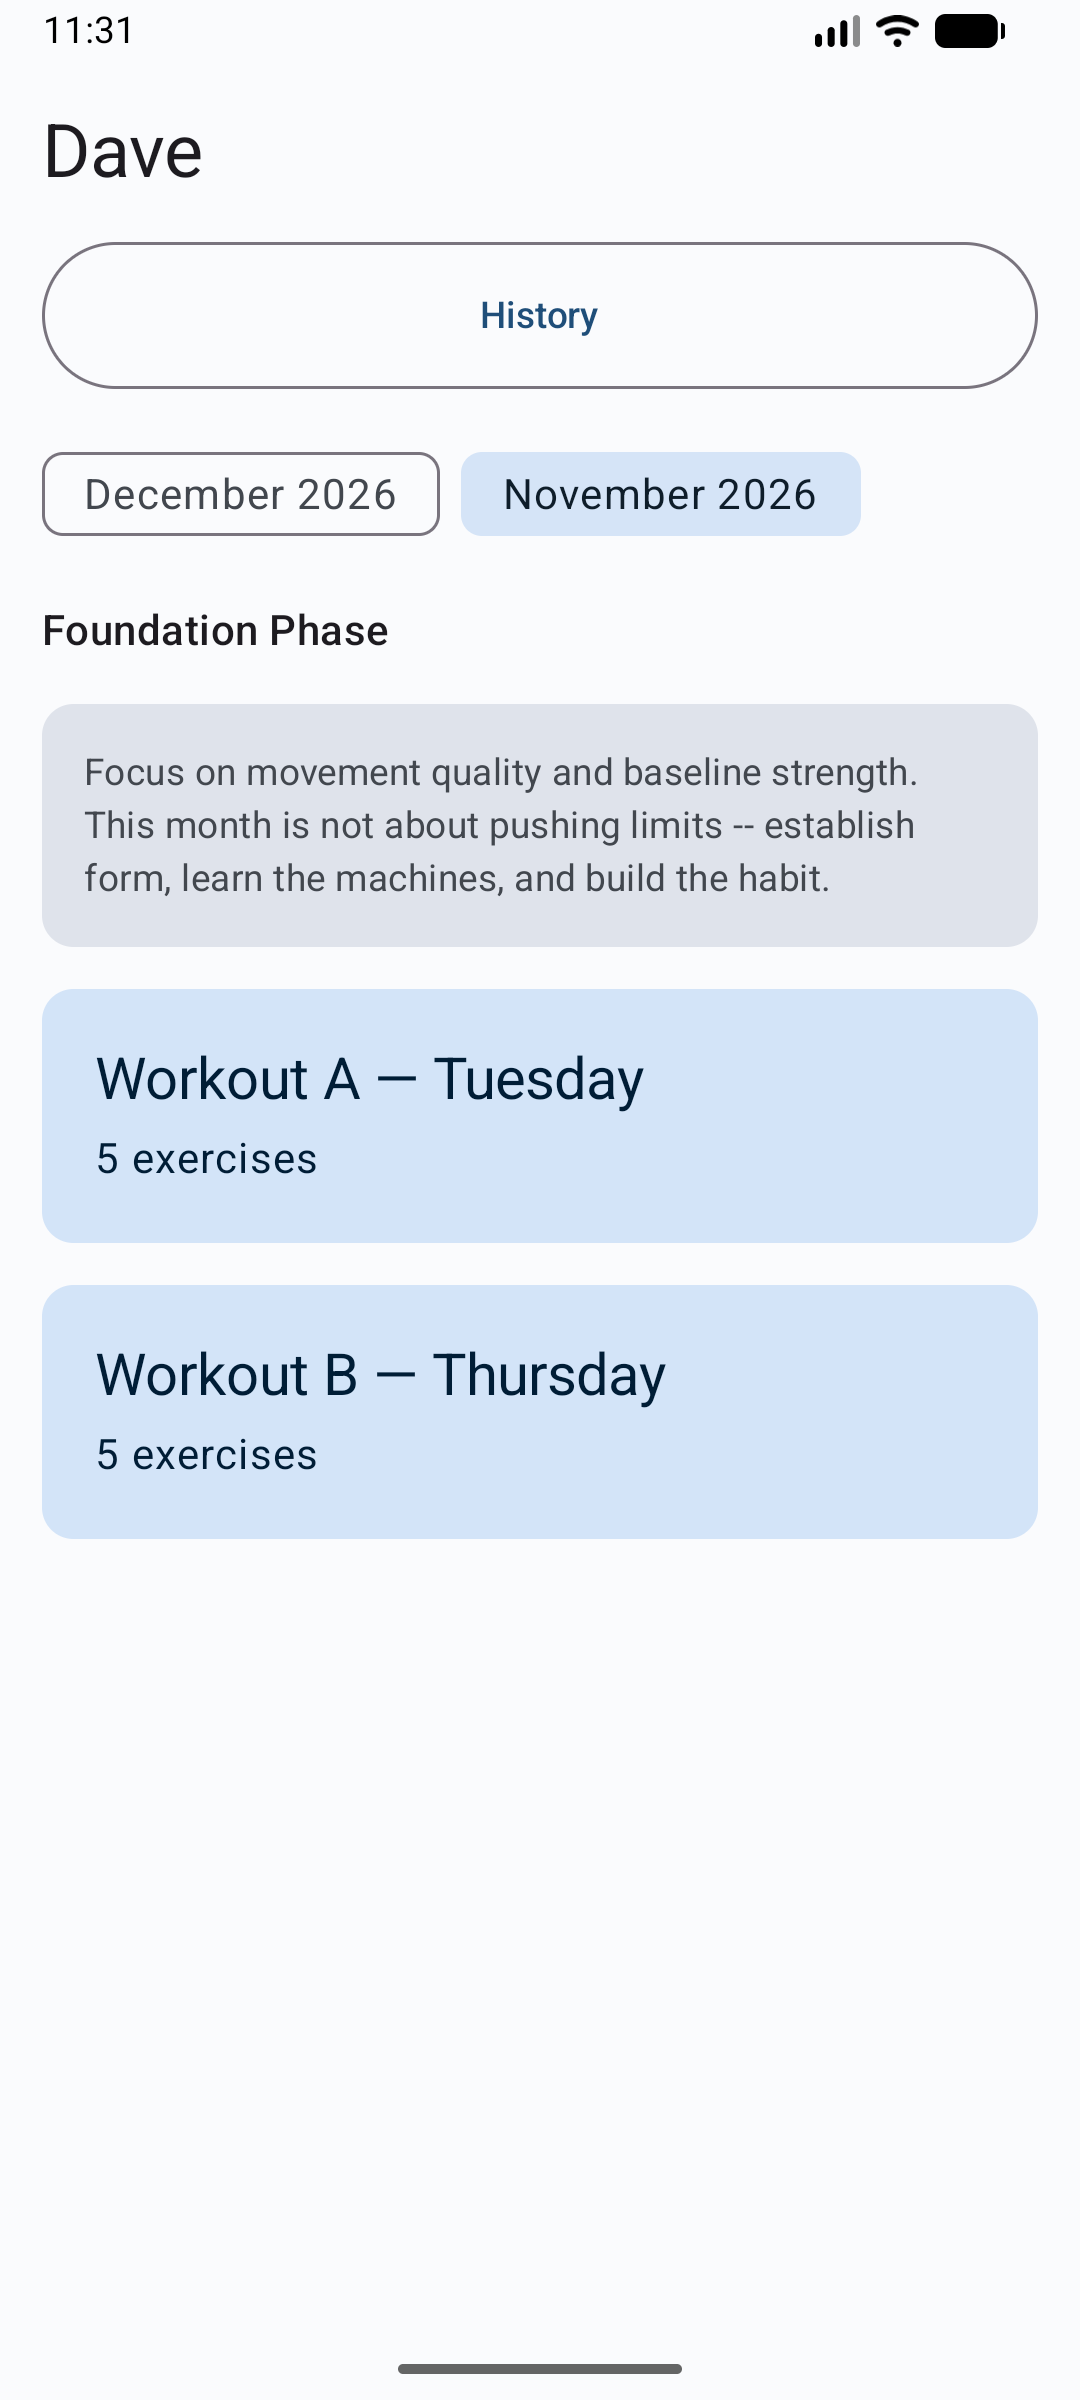 11:31
Dave
History
December 2026
November 2026
Foundation Phase
Focus on movement quality and baseline strength.
This month is not about pushing limits -- establish
form, learn the machines, and build the habit.
Workout A — Tuesday
5 exercises
Workout B — Thursday
5 exercises